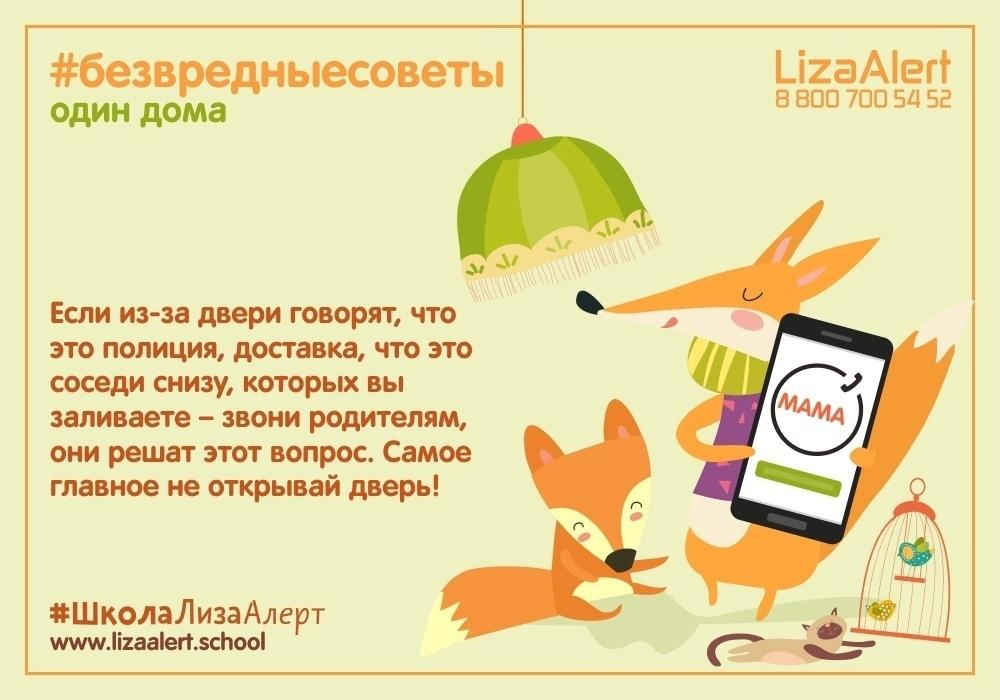 #безвредныесоветы
один дома
LizaAlert
8 800 700 54 52
Если из-за двери говорят, что
это полиция, доставка, что это
соседи снизу, которых вы
заливаете – звони родителям,
они решат этот вопрос. Самое
главное не открывай дверь!
МАМА
#ШколаЛизаАлерт
www.lizaalert.school